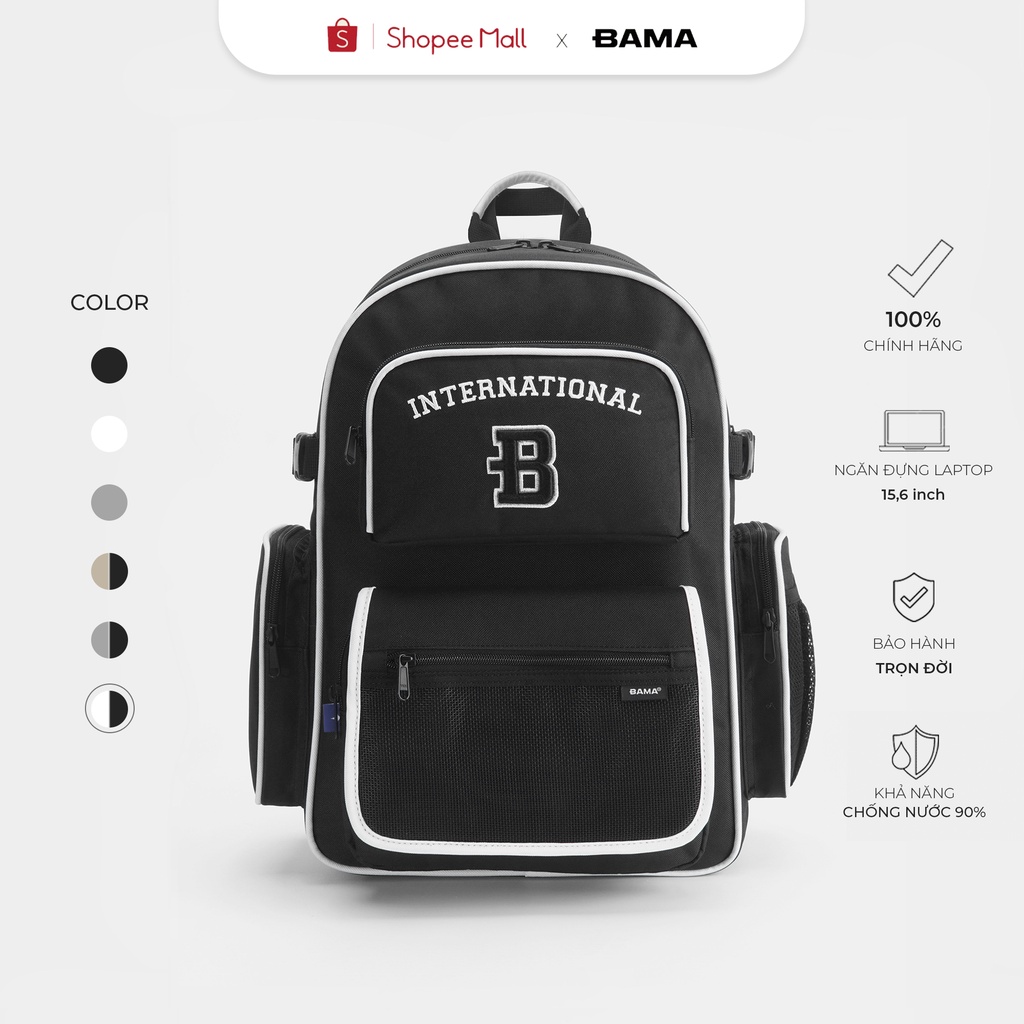 S Shopee Mall x BAMA
COLOR
INTERNATIONAL
B
BAMA®
100%
CHÍNH HÃNG
NGĂN ĐỰNG LAPTOP
15,6 inch
BẢO HÀNH
TRỌN ĐỜI
KHẢ NĂNG
CHỐNG NƯỚC 90%